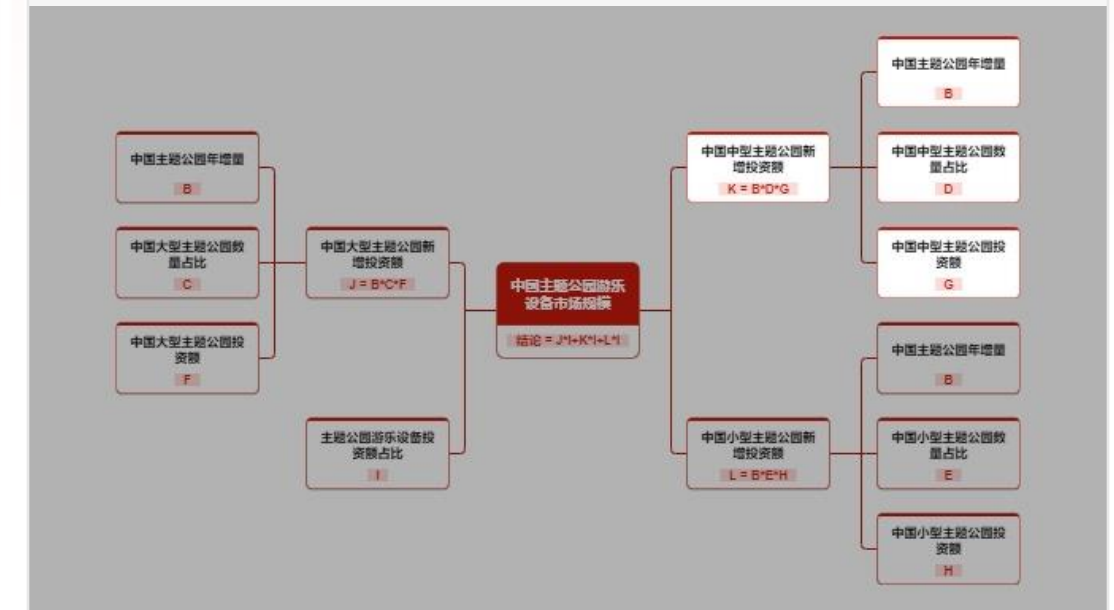 中国主题公园年增量
B
中国大型主题公园数
量占比
C
中国大型主题公园投
资额
F
中国大型主题公园新
增投资额
J = B*C*F
主题公园游乐设备投
资额占比
I
中国主题公园游乐
设备市场规模
结论 = J*I+K*I+L*I
中国中型主题公园新
增投资额
K = B*D*G
中国主题公园年增量
B
中国中型主题公园数
量占比
D
中国中型主题公园投
资额
G
中国小型主题公园新
增投资额
L = B*E*H
中国主题公园年增量
B
中国小型主题公园数
量占比
E
中国小型主题公园投
资额
H